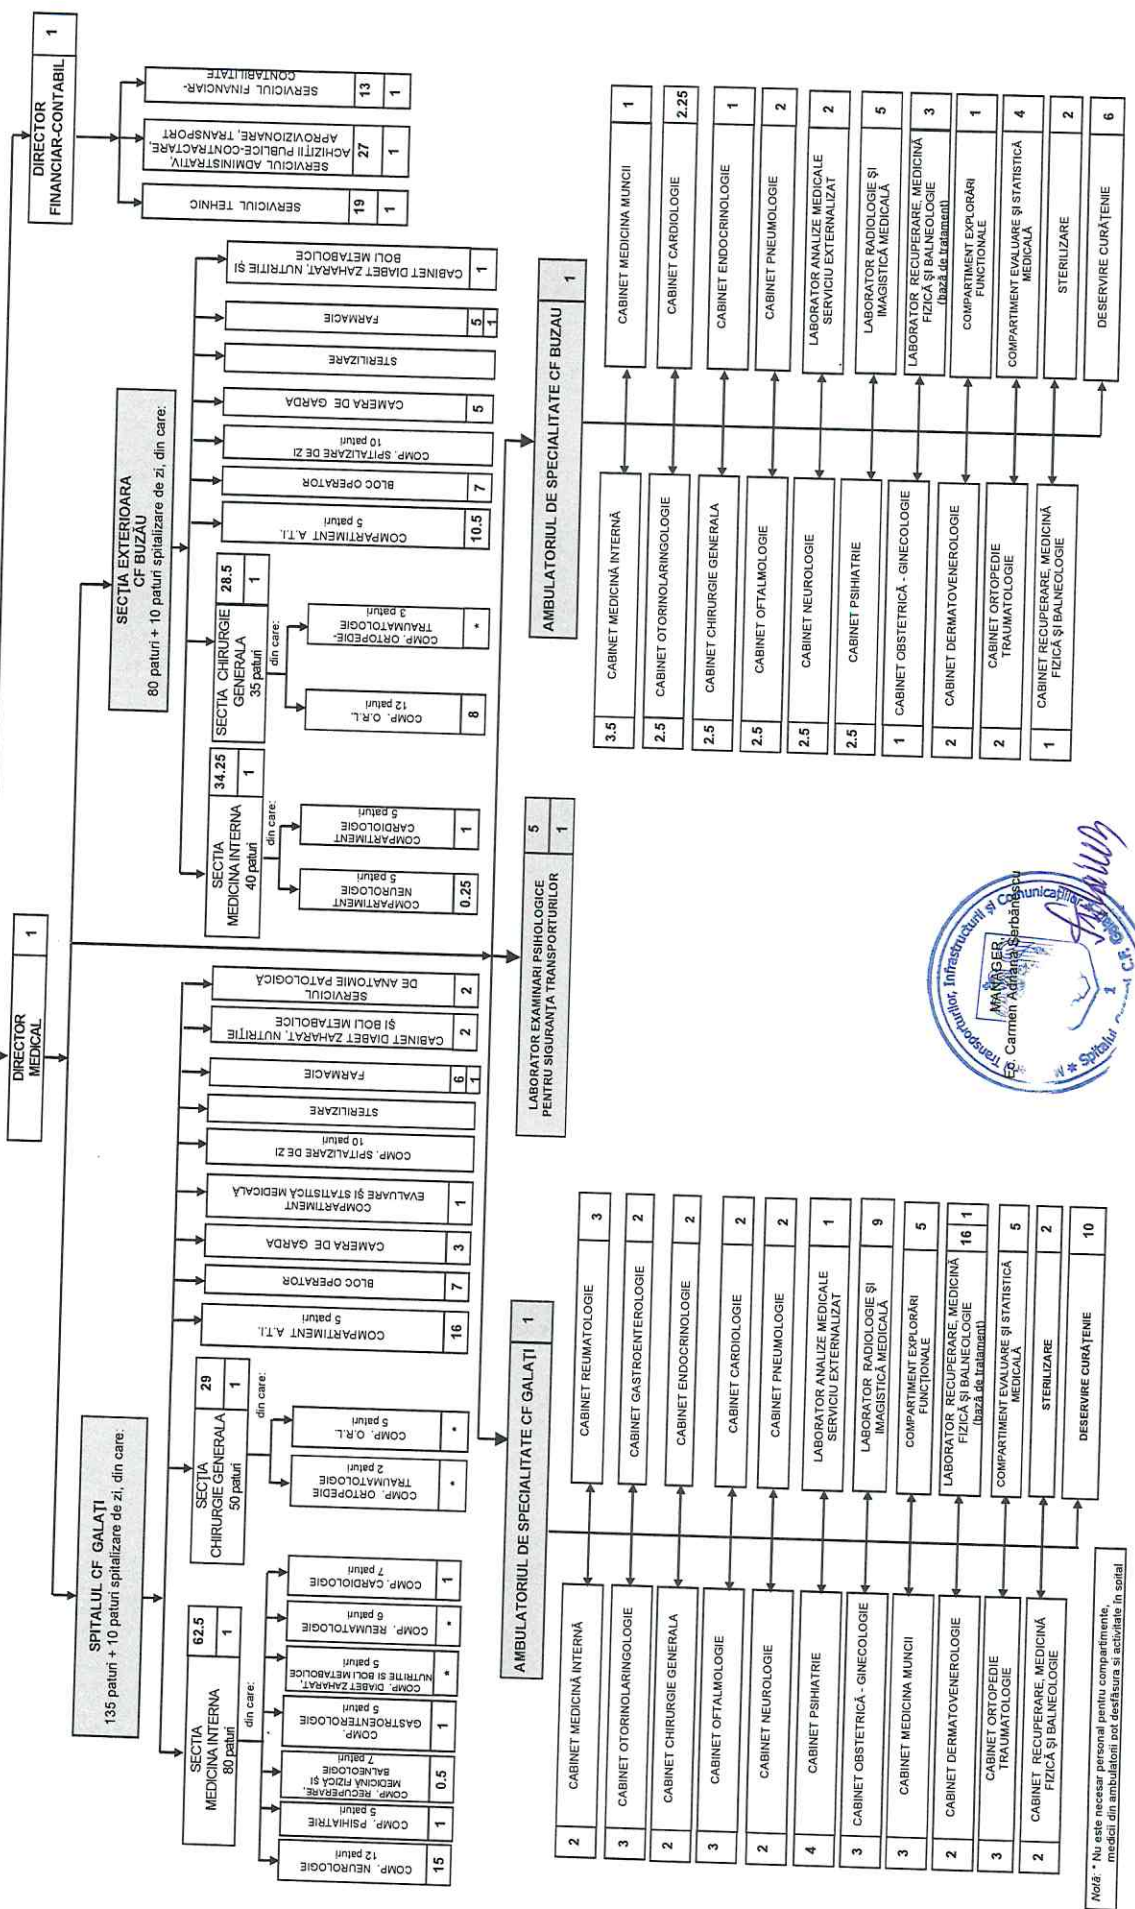 DIRECTOR
MEDICAL
1
DIRECTOR
FINANCIAR-CONTABIL
1
SERVICIUL TEHNIC
19
1
SERVICIUL ADMINISTRATIV,
ACHIZIȚII PUBLICE-CONTRACTARE,
APROVIZIONARE, TRANSPORT
27
1
SERVICIUL FINANCIAR-
CONTABILITATE
13
1
SPITALUL CF GALAȚI
135 paturi + 10 paturi spitalizare de zi, din care:
SECTIA
MEDICINA INTERNA
80 paturi
62.5
1
din care:
COMP. NEUROLOGIE
12 paturi
15
COMP. PSIHIATRIE
5 paturi
1
COMP. RECUPERARE,
MEDICINĂ FIZICĂ ȘI
BALNEOLOGIE
7 paturi
0.5
COMP.
GASTROENTEROLOGIE
5 paturi
1
COMP. DIABET ZAHARAT,
NUTRITIE SI BOLI METABOLICE
5 paturi
*
COMP. REUMATOLOGIE
6 paturi
*
COMP. CARDIOLOGIE
7 paturi
1
SECTIA
CHIRURGIE GENERALA
50 paturi
29
1
din care:
COMP. ORTOPEDIE
TRAUMATOLOGIE
2 paturi
*
COMP. O.R.L.
5 paturi
*
COMPARTIMENT A.T.I.
5 paturi
16
BLOC OPERATOR
7
CAMERA DE GARDA
3
COMPARTIMENT
EVALUARE ȘI STATISTICĂ MEDICALĂ
1
COMP. SPITALIZARE DE ZI
10 paturi
STERILIZARE
FARMACIE
6
1
CABINET DIABET ZAHARAT, NUTRIȚIE
ȘI BOLI METABOLICE
2
SERVICIUL
DE ANATOMIE PATOLOGICĂ
2
SECȚIA EXTERIOARA
CF BUZĂU
80 paturi + 10 paturi spitalizare de zi, din care:
SECTIA
MEDICINA INTERNA
40 paturi
34.25
1
din care:
COMPARTIMENT
NEUROLOGIE
5 paturi
0.25
COMPARTIMENT
CARDIOLOGIE
5 paturi
1
SECTIA CHIRURGIE
GENERALA
35 paturi
28.5
1
din care:
COMP. O.R.L.
12 paturi
8
COMP. ORTOPEDIE-
TRAUMATOLOGIE
3 paturi
*
COMPARTIMENT A.T.I.
5 paturi
10.5
BLOC OPERATOR
7
COMP. SPITALIZARE DE ZI
10 paturi
CAMERA DE GARDA
5
STERILIZARE
FARMACIE
5
1
CABINET DIABET ZAHARAT, NUTRITIE ȘI
BOLI METABOLICE
1
LABORATOR EXAMINARI PSIHOLOGICE
PENTRU SIGURANTA TRANSPORTURILOR
5
1
AMBULATORIUL DE SPECIALITATE CF GALAȚI
1
2
CABINET MEDICINĂ INTERNĂ
3
CABINET OTORINOLARINGOLOGIE
2
CABINET CHIRURGIE GENERALA
3
CABINET OFTALMOLOGIE
2
CABINET NEUROLOGIE
4
CABINET PSIHIATRIE
3
CABINET OBSTETRICĂ - GINECOLOGIE
3
CABINET MEDICINA MUNCII
2
CABINET DERMATOVENEROLOGIE
3
CABINET ORTOPEDIE
TRAUMATOLOGIE
2
CABINET RECUPERARE, MEDICINĂ
FIZICĂ ȘI BALNEOLOGIE
CABINET REUMATOLOGIE
3
CABINET GASTROENTEROLOGIE
2
CABINET ENDOCRINOLOGIE
2
CABINET CARDIOLOGIE
2
CABINET PNEUMOLOGIE
2
LABORATOR ANALIZE MEDICALE
SERVICIU EXTERNALIZAT
1
LABORATOR RADIOLOGIE ȘI
IMAGISTICĂ MEDICALĂ
9
COMPARTIMENT EXPLORĂRI
FUNCȚIONALE
5
LABORATOR RECUPERARE, MEDICINĂ
FIZICĂ ȘI BALNEOLOGIE
(bază de tratament)
16
1
COMPARTIMENT EVALUARE ȘI STATISTICĂ
MEDICALĂ
5
STERILIZARE
2
DESERVIRE CURĂȚENIE
10
AMBULATORIUL DE SPECIALITATE CF BUZAU
1
3.5
CABINET MEDICINĂ INTERNĂ
2.5
CABINET OTORINOLARINGOLOGIE
2.5
CABINET CHIRURGIE GENERALA
2.5
CABINET OFTALMOLOGIE
2.5
CABINET NEUROLOGIE
2.5
CABINET PSIHIATRIE
1
CABINET OBSTETRICĂ - GINECOLOGIE
2
CABINET DERMATOVENEROLOGIE
2
CABINET ORTOPEDIE
TRAUMATOLOGIE
1
CABINET RECUPERARE, MEDICINĂ
FIZICĂ ȘI BALNEOLOGIE
CABINET MEDICINA MUNCII
1
CABINET CARDIOLOGIE
2.25
CABINET ENDOCRINOLOGIE
1
CABINET PNEUMOLOGIE
2
LABORATOR ANALIZE MEDICALE
SERVICIU EXTERNALIZAT
2
LABORATOR RADIOLOGIE ȘI
IMAGISTICĂ MEDICALĂ
5
LABORATOR RECUPERARE, MEDICINĂ
FIZICĂ ȘI BALNEOLOGIE
(bază de tratament)
3
COMPARTIMENT EXPLORĂRI
FUNCTIONALE
1
COMPARTIMENT EVALUARE ȘI STATISTICĂ
MEDICALĂ
4
STERILIZARE
2
DESERVIRE CURĂȚENIE
6
Notă: * Nu este necesar personal pentru compartimente,
medicii din ambulatorii pot desfăsura si activitate în spital
MANAGER,
Ec. Carmen Adriana Șerbănescu
Transporturilor, Infrastructurii și Comunicațiilor
Spitalul C.F. Galați
1